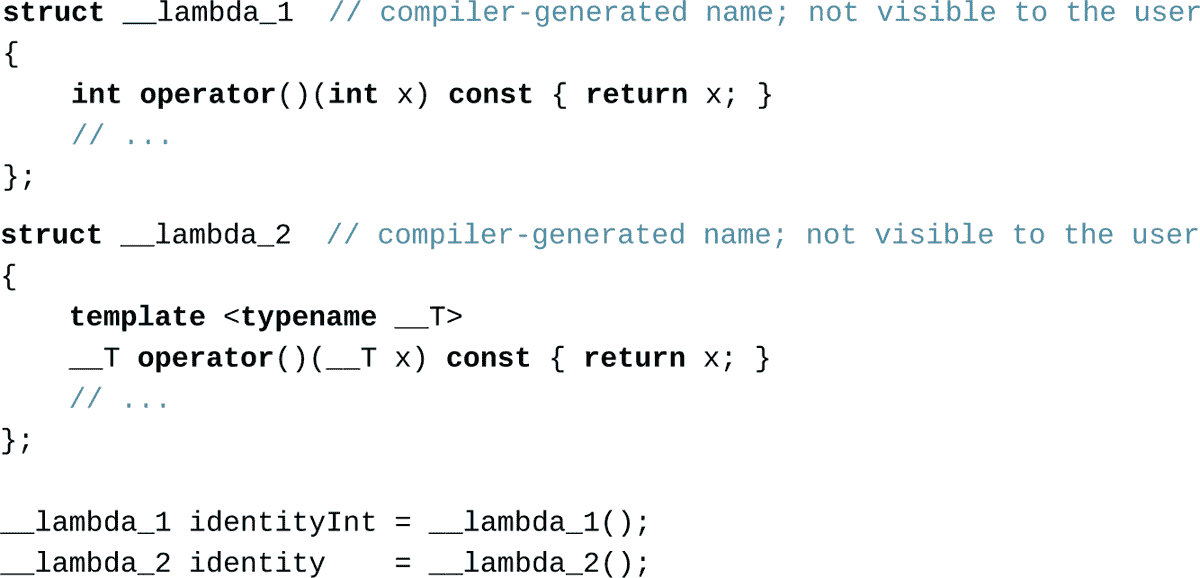 struct __lambda_1  // compiler-generated name; not visible to the user
{
    int operator()(int x) const { return x; }
    // ...
};
struct __lambda_2  // compiler-generated name; not visible to the user
{
    template <typename __T>
    __T operator()(__T x) const { return x; }
    // ...
};
__lambda_1 identityInt = __lambda_1();
__lambda_2 identity    = __lambda_2();